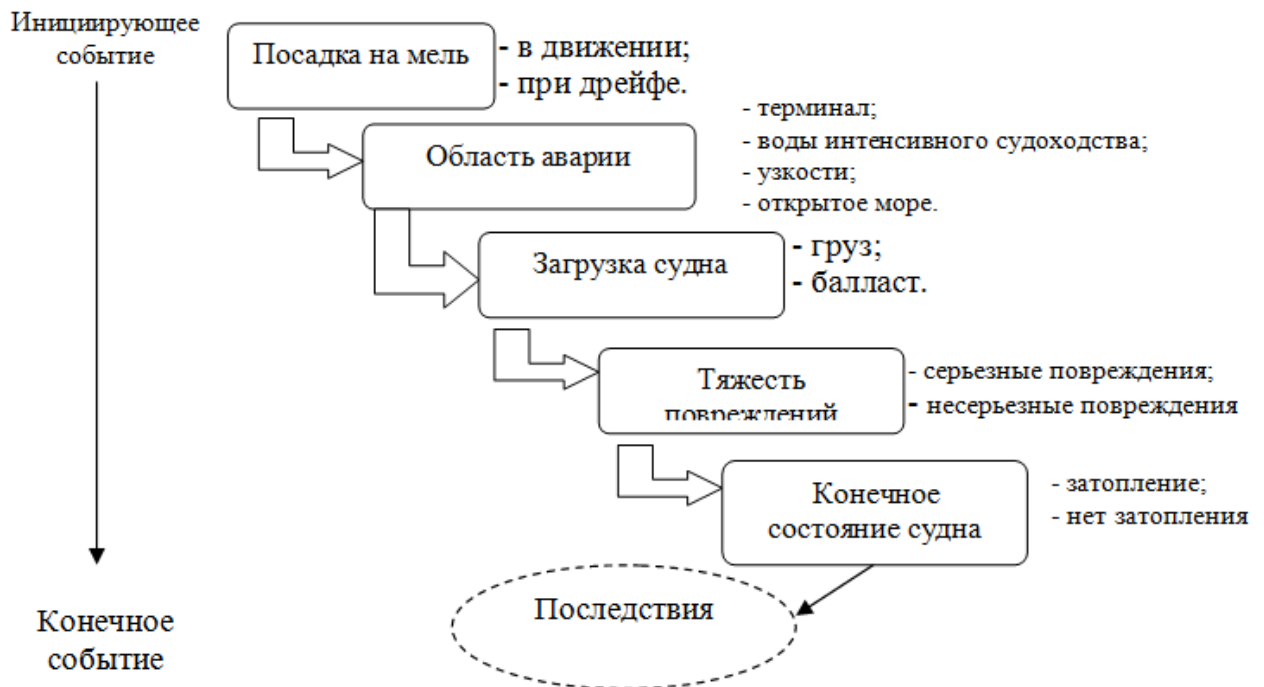 Инициирующее
событие
Посадка на мель
- в движении;
- при дрейфе.
Область аварии
- терминал;
- воды интенсивного судоходства;
- узкости;
- открытое море.
Загрузка судна
- груз;
- балласт.
Тяжесть
повреждений
- серьезные повреждения;
- несерьезные повреждения
Конечное
состояние судна
- затопление;
- нет затопления
Последствия
Конечное
событие